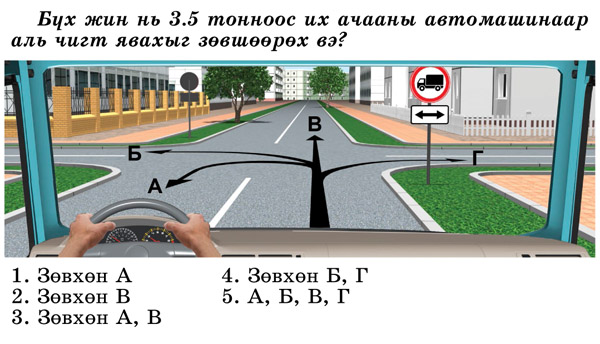 Бүх жин нь 3.5 тонноос их ачааны автомашинаар
аль чигт явахыг зөвшөөрөх вэ?
В
Б
Г
А
1. Зөвхөн А
2. Зөвхөн В
3. Зөвхөн А, В
4. Зөвхөн Б, Г
5. А, Б, В, Г